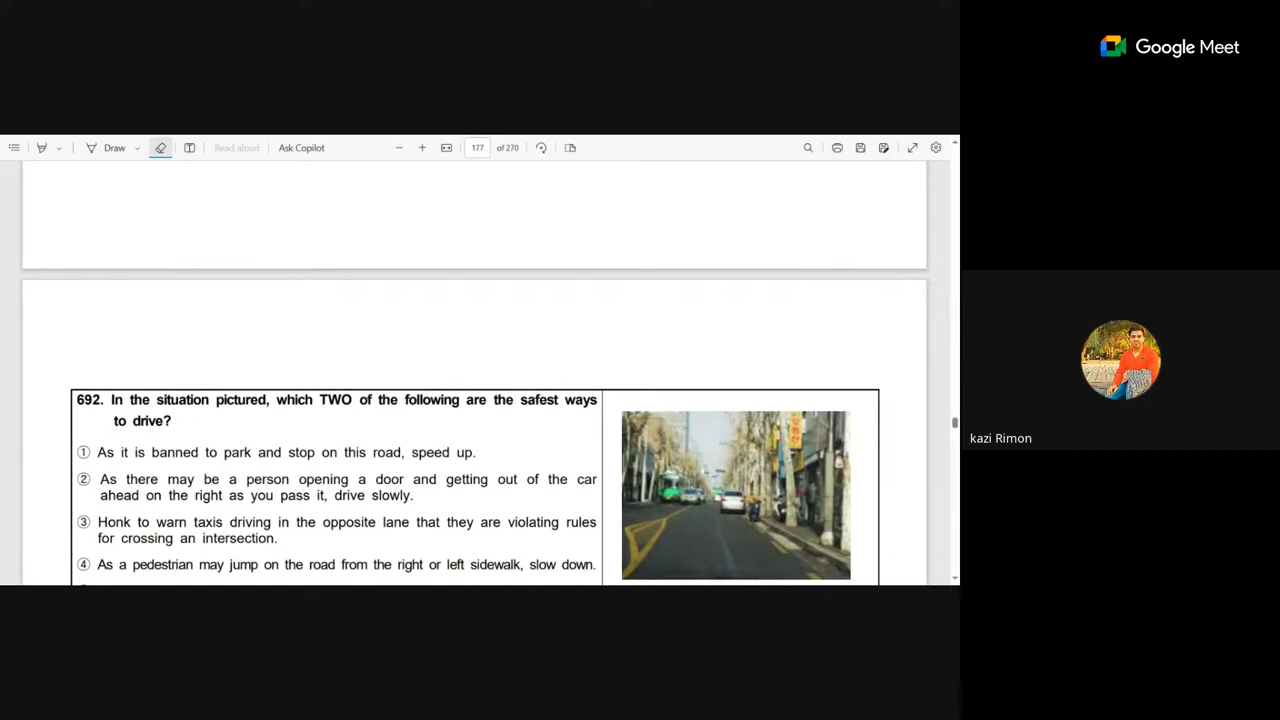 Google Meet
Draw
Read aloud
Ask Copilot
177
of 270
692. In the situation pictured, which TWO of the following are the safest ways
to drive?
① As it is banned to park and stop on this road, speed up.
② As there may be a person opening a door and getting out of the car
ahead on the right as you pass it, drive slowly.
③ Honk to warn taxis driving in the opposite lane that they are violating rules
for crossing an intersection.
④ As a pedestrian may jump on the road from the right or left sidewalk, slow down.
kazi Rimon